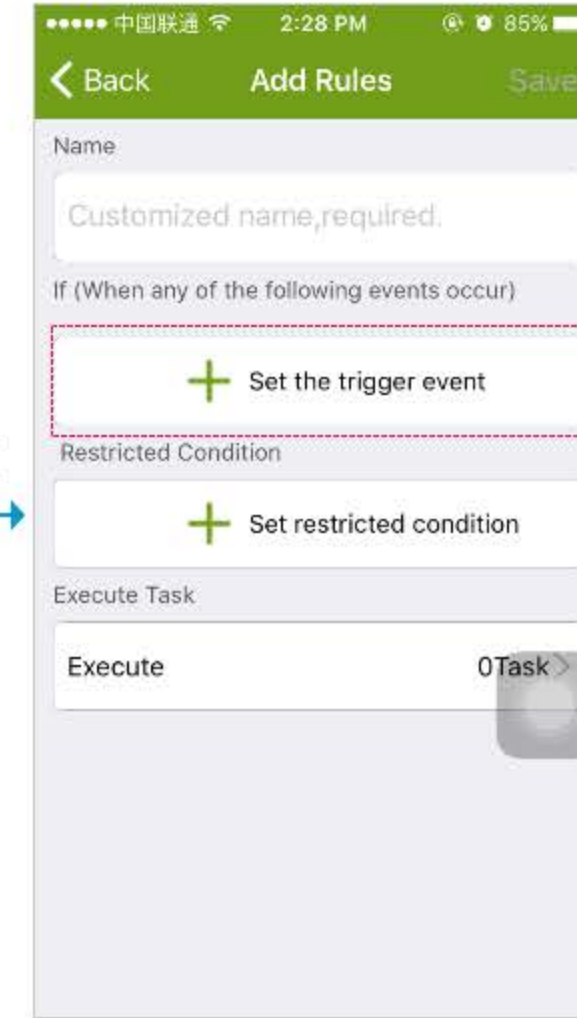 中国联通 2:28 PM 85%
Back Add Rules Save
Name
Customized name,required.
If (When any of the following events occur)
Set the trigger event
Restricted Condition
Set restricted condition
Execute Task
Execute 0Task